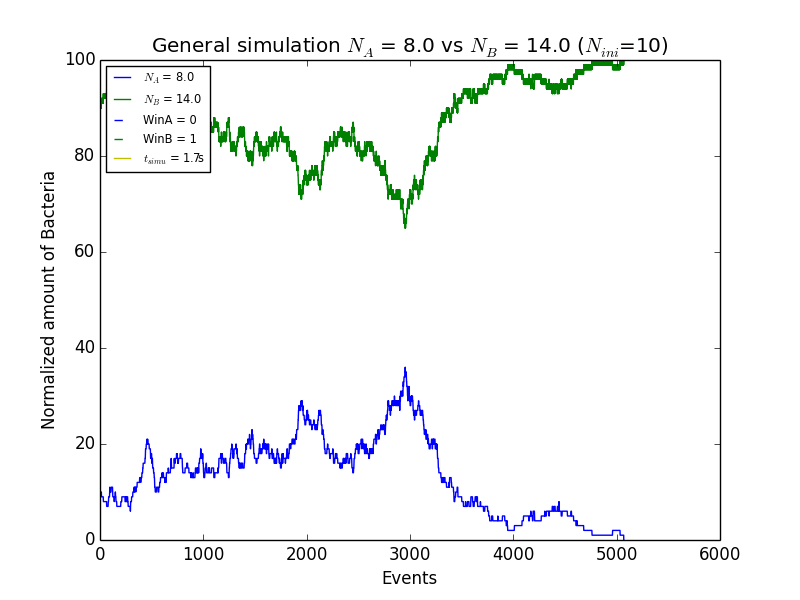 General simulation N_A = 8.0 vs N_B = 14.0 (N_ini=10)
N_A = 8.0
N_B = 14.0
WinA = 0
WinB = 1
t_simu = 1.7s
Normalized amount of Bacteria
100
80
60
40
20
0
0 1000 2000 3000 4000 5000 6000
Events